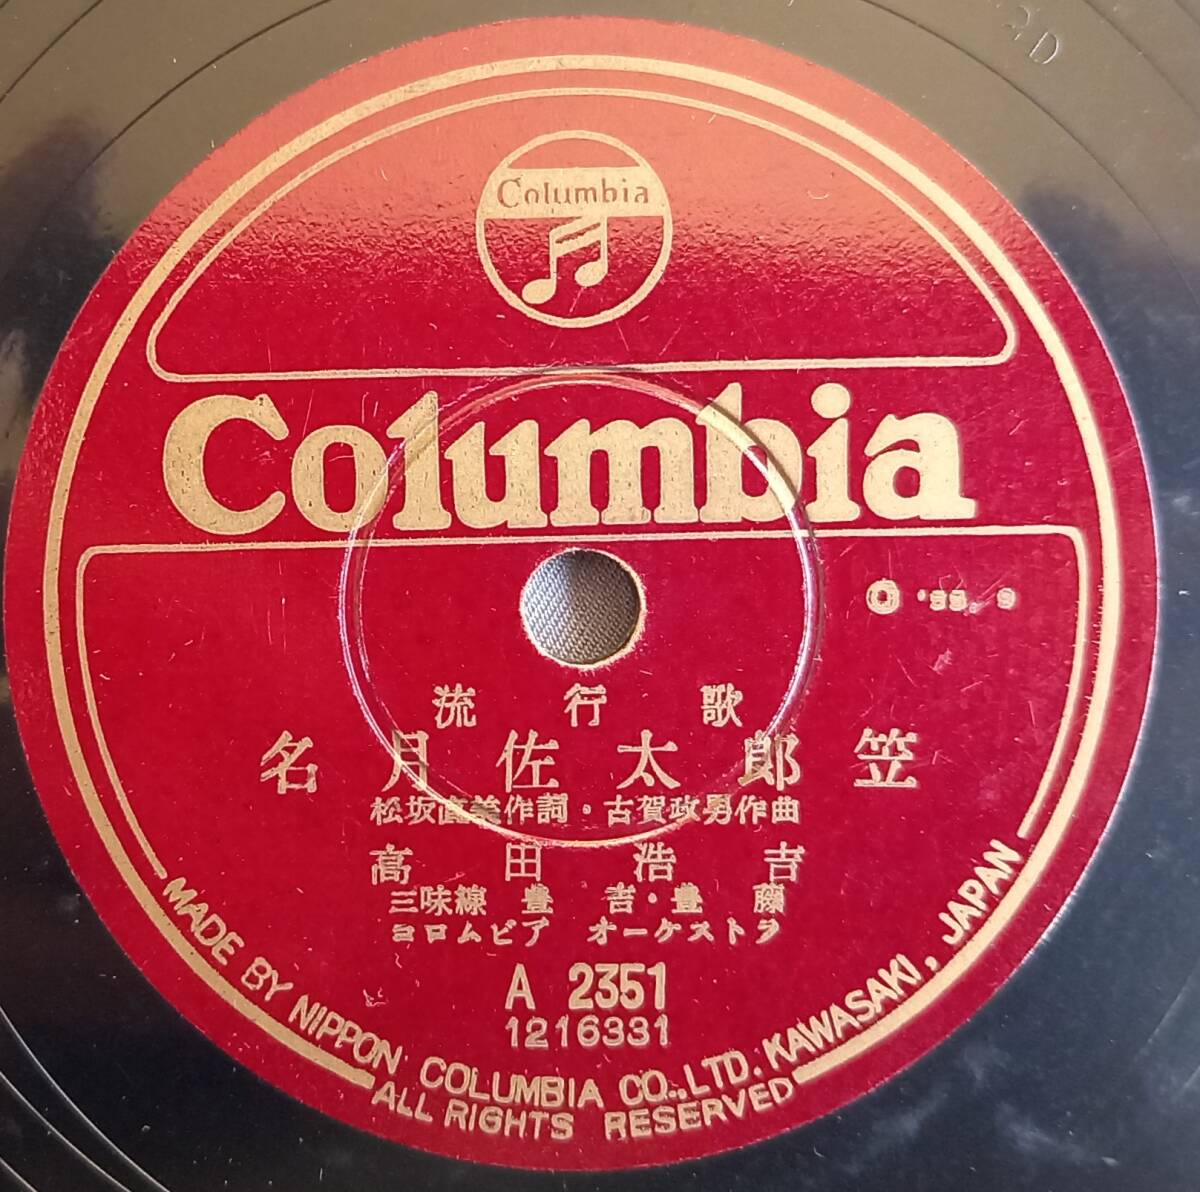 Columbia
Columbia
流行歌
名月佐太郎笠
松坂直美作詞・古賀政男作曲
高田浩吉
三味線 豊吉・豊藤
コロムビア オーケストラ
A 2351
1216331
MADE BY NIPPON COLUMBIA CO., LTD. KAWASAKI, JAPAN
ALL RIGHTS RESERVED